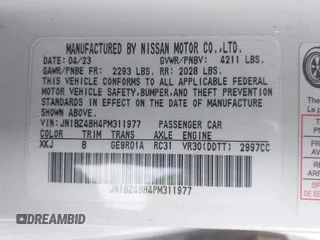 MANUFACTURED BY NISSAN MOTOR CO.,LTD.
DATE: 04/23 GVWR/PNBV: 4211 LBS.
GAWR/PNBE FR: 2293 LBS. RR: 2028 LBS.
THIS VEHICLE CONFORMS TO ALL APPLICABLE FEDERAL
MOTOR VEHICLE SAFETY,BUMPER,AND THEFT PREVENTION
STANDARDS IN EFFECT ON THE DATE OF MANUFACTURE
SHOWN ABOVE.
V.I.N.: JN1BZ4BH4PM311977 PASSENGER CAR
COLOR TRIM TRANS AXLE ENGINE
XKJ B GE9R01A RC31 VR30(DDTT) 2997CC
JN1BZ4BH4PM311977
DREAMBID